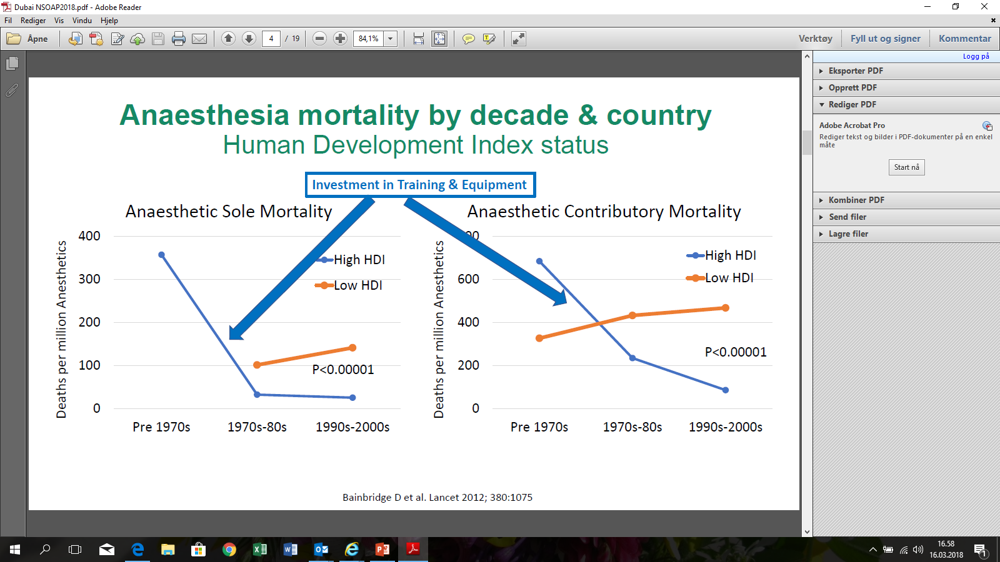 Dubai NSOAP2018.pdf - Adobe Reader
Fil Rediger Vis Vindu Hjelp
Åpne 4 / 19 84,1% Verktøy Fyll ut og signer Kommentar
Logg på
Eksporter PDF
Opprett PDF
Rediger PDF
Adobe Acrobat Pro
Rediger tekst og bilder i PDF-dokumenter på en enkel
måte
Start nå
Kombiner PDF
Send filer
Lagre filer
Anaesthesia mortality by decade & country
Human Development Index status
Investment in Training & Equipment
Anaesthetic Sole Mortality
Deaths per million Anesthetics
400
300
200
100
0
High HDI
Low HDI
P<0.00001
Pre 1970s 1970s-80s 1990s-2000s
Anaesthetic Contributory Mortality
Deaths per million Anesthetics
600
400
200
0
High HDI
Low HDI
P<0.00001
Pre 1970s 1970s-80s 1990s-2000s
Bainbridge D et al. Lancet 2012; 380:1075
16.58
16.03.2018
1